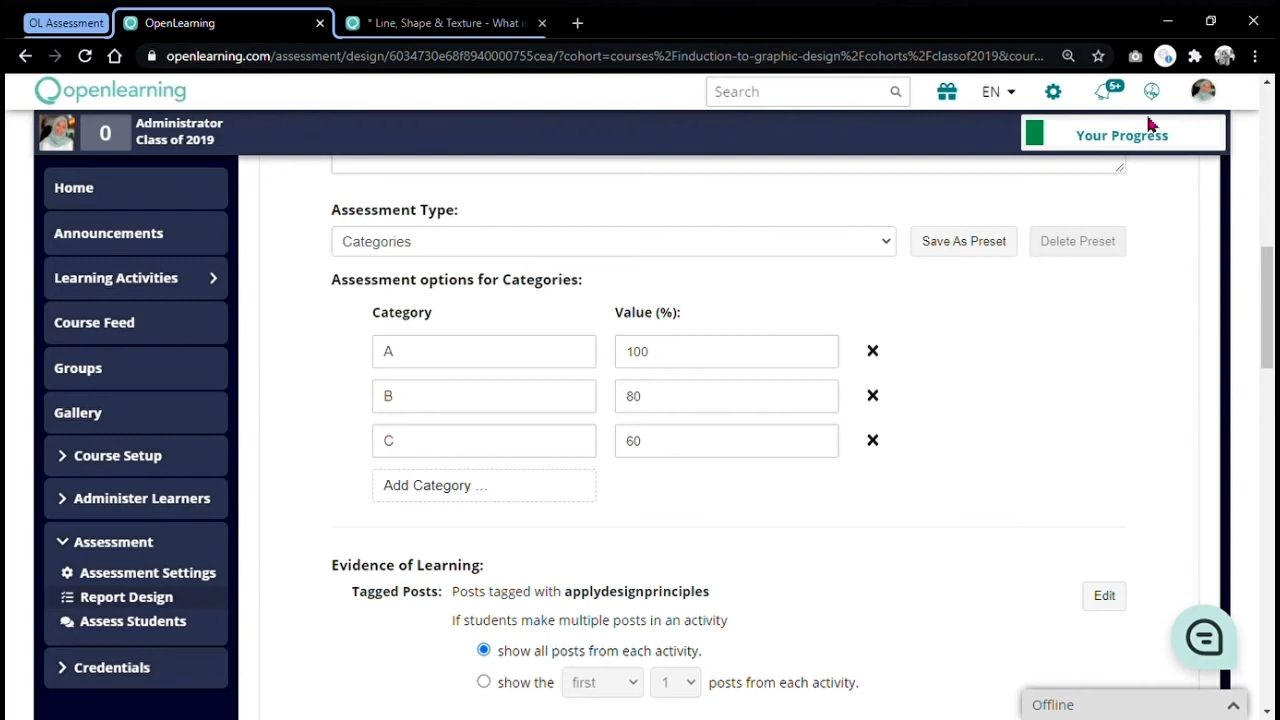 OL Assessment
OpenLearning
* Line, Shape & Texture - What is
openlearning.com/assessment/design/6034730e68f8940000755cea/?cohort=courses%2Finduction-to-graphic-design%2Fcohorts%2Fclassof2019&cour...
openlearning
Search
EN
5+
0
Administrator
Class of 2019
Your Progress
Home
Announcements
Learning Activities
Course Feed
Groups
Gallery
Course Setup
Administer Learners
Assessment
Assessment Settings
Report Design
Assess Students
Credentials
Assessment Type:
Categories
Save As Preset
Delete Preset
Assessment options for Categories:
Category
Value (%):
A
100
B
80
C
60
Add Category ...
Evidence of Learning:
Tagged Posts: Posts tagged with applydesignprinciples
Edit
If students make multiple posts in an activity
show all posts from each activity.
show the first 1 posts from each activity.
Offline